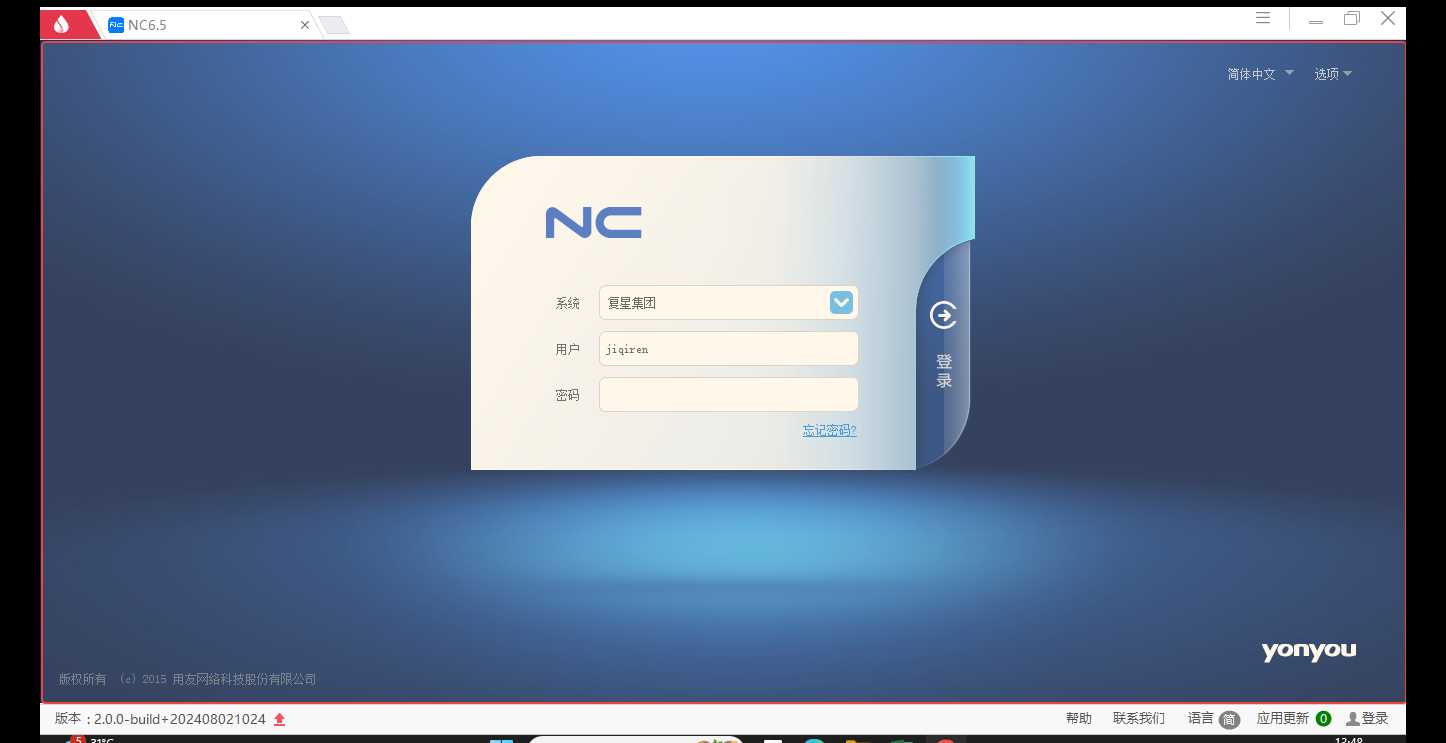 NC6.5
简体中文 选项
NC
系统 复星集团
用户 jiqiren
密码
忘记密码?
登录
yonyou
版权所有 (c) 2015 用友网络科技股份有限公司
版本：2.0.0-build+202408021024 帮助 联系我们 语言 简 应用更新 0 登录
5